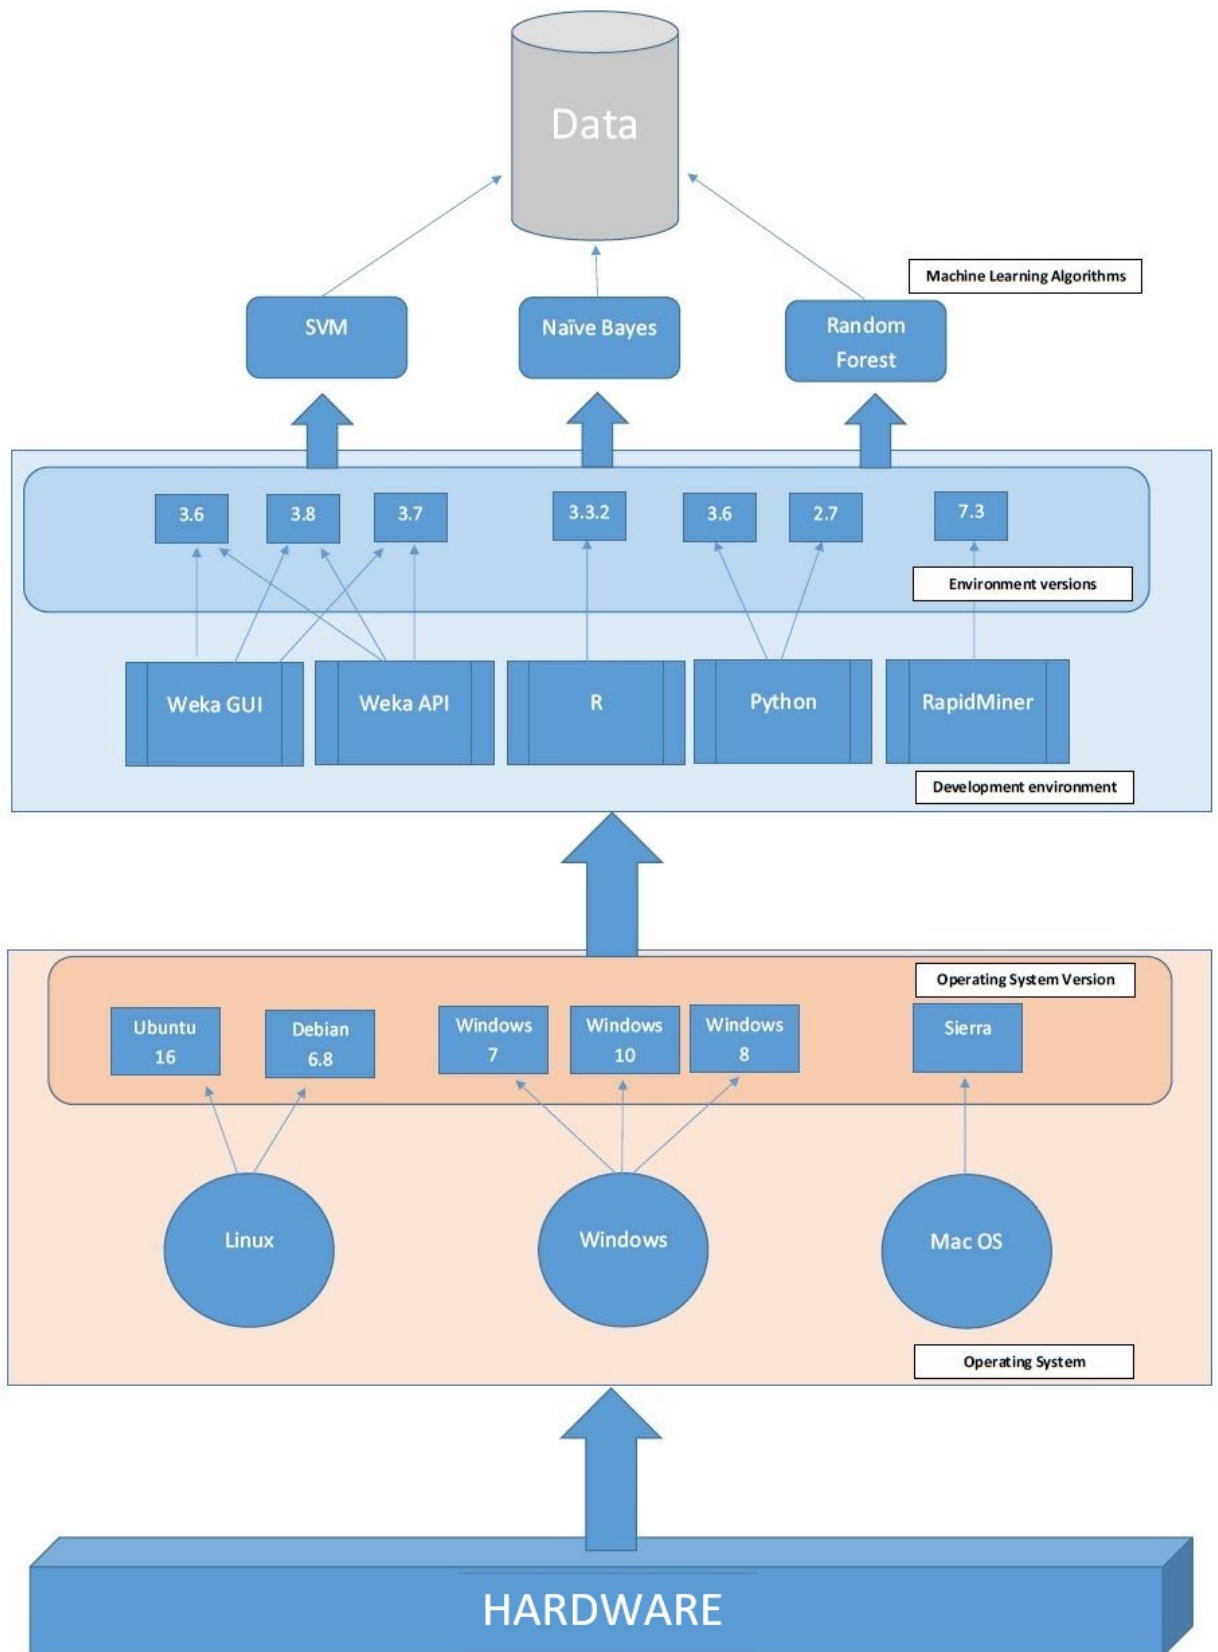 Data
Machine Learning Algorithms
SVM
Naïve Bayes
Random
Forest
3.6
3.8
3.7
3.3.2
3.6
2.7
7.3
Environment versions
Weka GUI
Weka API
R
Python
RapidMiner
Development environment
Operating System Version
Ubuntu
16
Debian
6.8
Windows
7
Windows
10
Windows
8
Sierra
Linux
Windows
Mac OS
Operating System
HARDWARE